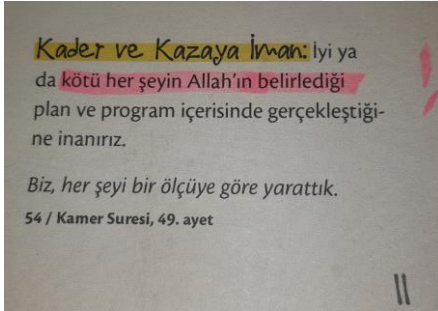 Kader ve Kazaya İman: İyi ya
da kötü her şeyin Allah'ın belirlediği
plan ve program içerisinde gerçekleştiği-
ne inanırız.
Biz, her şeyi bir ölçüye göre yarattık.
54 / Kamer Suresi, 49. ayet
11